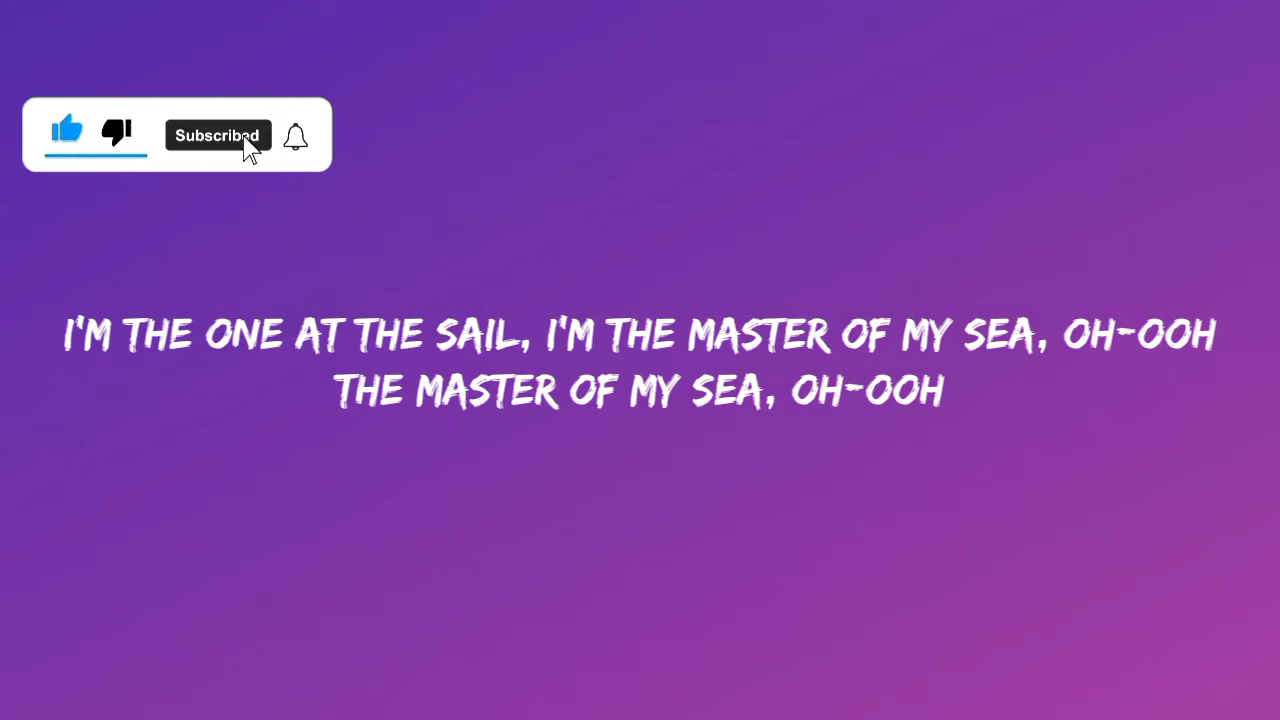 Subscribed
I'M THE ONE AT THE SAIL, I'M THE MASTER OF MY SEA, OH-OOH
THE MASTER OF MY SEA, OH-OOH